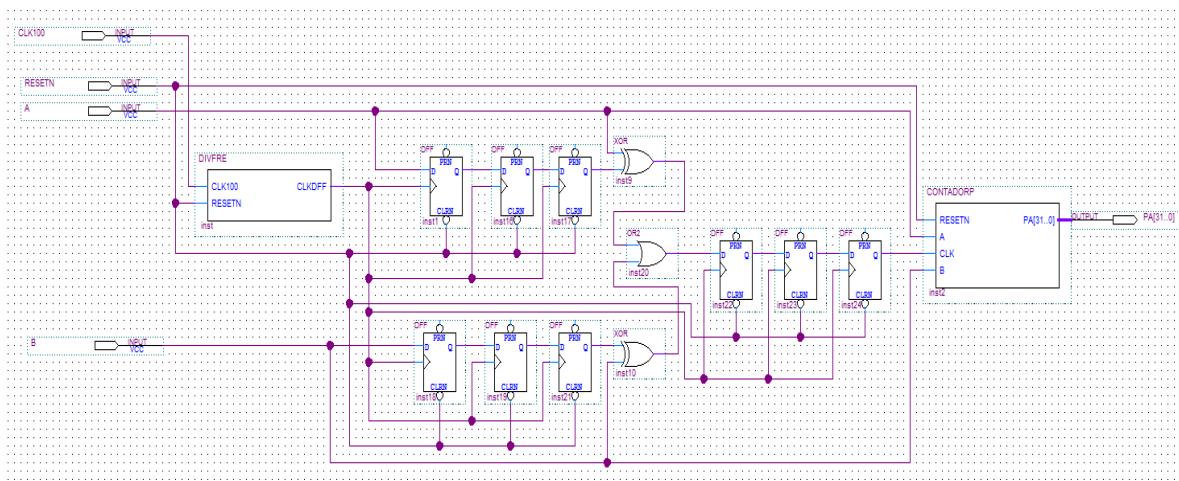 CLK100 INPUT
VCC
RESETN INPUT
VCC
A INPUT
VCC
DFF DFF DFF XOR
PRN PRN PRN
D Q D Q D Q
inst9
DIVFRE
CLK100 CLKDFF
RESETN
inst
CLRN CLRN CLRN
inst1 inst16 inst17
CONTADORP
RESETN PA[31..0] OUTPUT PA[31..0]
A
CLK
B
inst2
OR2 DFF DFF DFF
PRN PRN PRN
D Q D Q D Q
inst20
CLRN CLRN CLRN
inst22 inst23 inst24
B INPUT
VCC
DFF DFF DFF XOR
PRN PRN PRN
D Q D Q D Q
inst10
CLRN CLRN CLRN
inst18 inst19 inst21